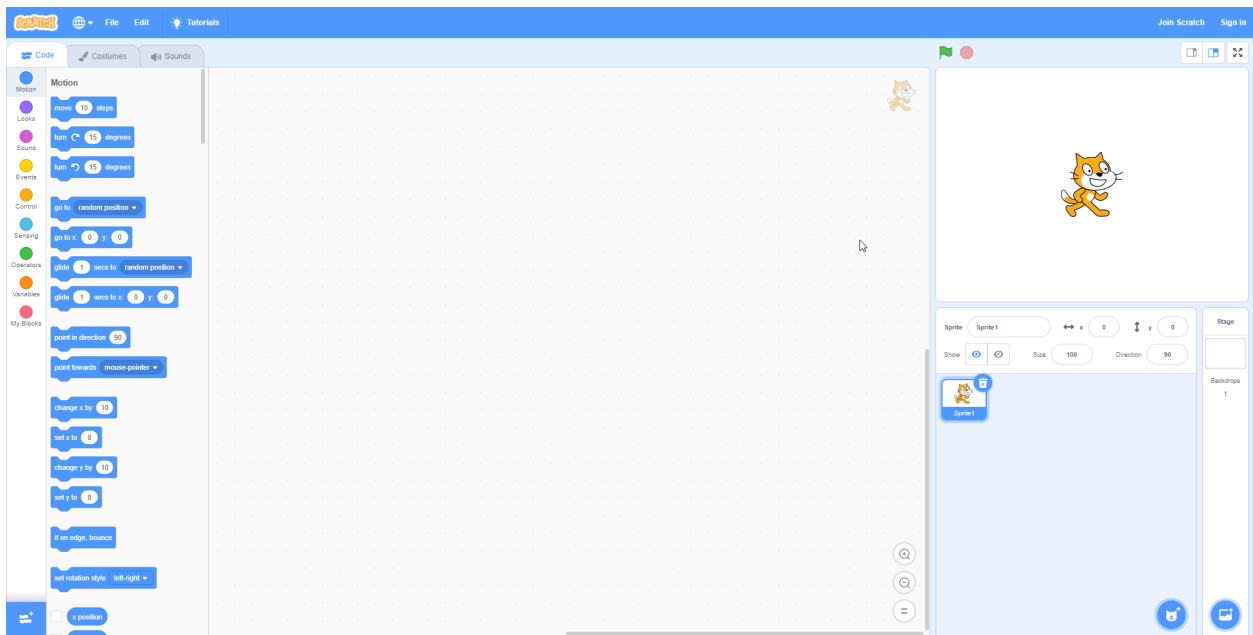 SCRATCH File Edit Tutorials Join Scratch Sign in
Code Costumes Sounds
Motion
Looks
Sound
Events
Control
Sensing
Operators
Variables
My Blocks
Motion
move 10 steps
turn 15 degrees
turn 15 degrees
go to random position
go to x: 0 y: 0
glide 1 secs to random position
glide 1 secs to x: 0 y: 0
point in direction 90
point towards mouse-pointer
change x by 10
set x to 0
change y by 10
set y to 0
if on edge, bounce
set rotation style left-right
x position
Sprite Sprite1 x 0 y 0
Show Size 100 Direction 90
Sprite1
Stage
Backdrops
1